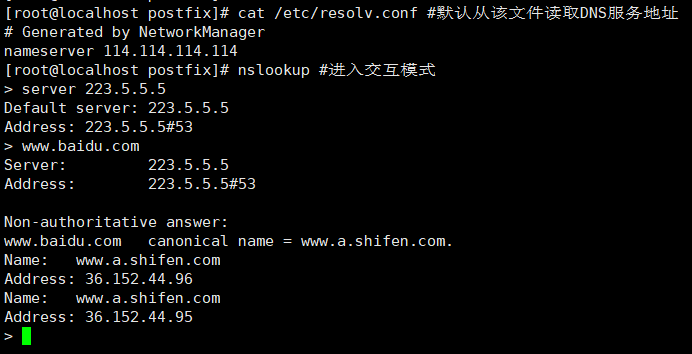 [root@localhost postfix]# cat /etc/resolv.conf #默认从该文件读取DNS服务地址
# Generated by NetworkManager
nameserver 114.114.114.114
[root@localhost postfix]# nslookup #进入交互模式
> server 223.5.5.5
Default server: 223.5.5.5
Address: 223.5.5.5#53
> www.baidu.com
Server:         223.5.5.5
Address:        223.5.5.5#53
Non-authoritative answer:
www.baidu.com   canonical name = www.a.shifen.com.
Name:   www.a.shifen.com
Address: 36.152.44.96
Name:   www.a.shifen.com
Address: 36.152.44.95
>